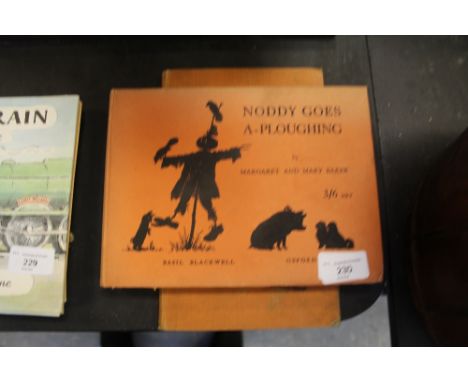 RAIN
229
NODDY GOES
A-PLOUGHING
by
MARGARET AND MARY BAKER
3/6 NET
BASIL BLACKWELL
OXFORD
230